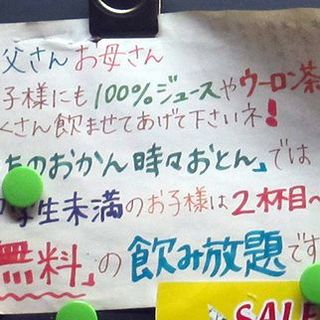 父さんお母さん
子様にも100%ジュースやウーロン茶
くさん飲ませてあげて下さいネ!
ちのおかん時々おとん」では
学生未満のお子様は2杯目~
無料」の飲み放題です
SALE